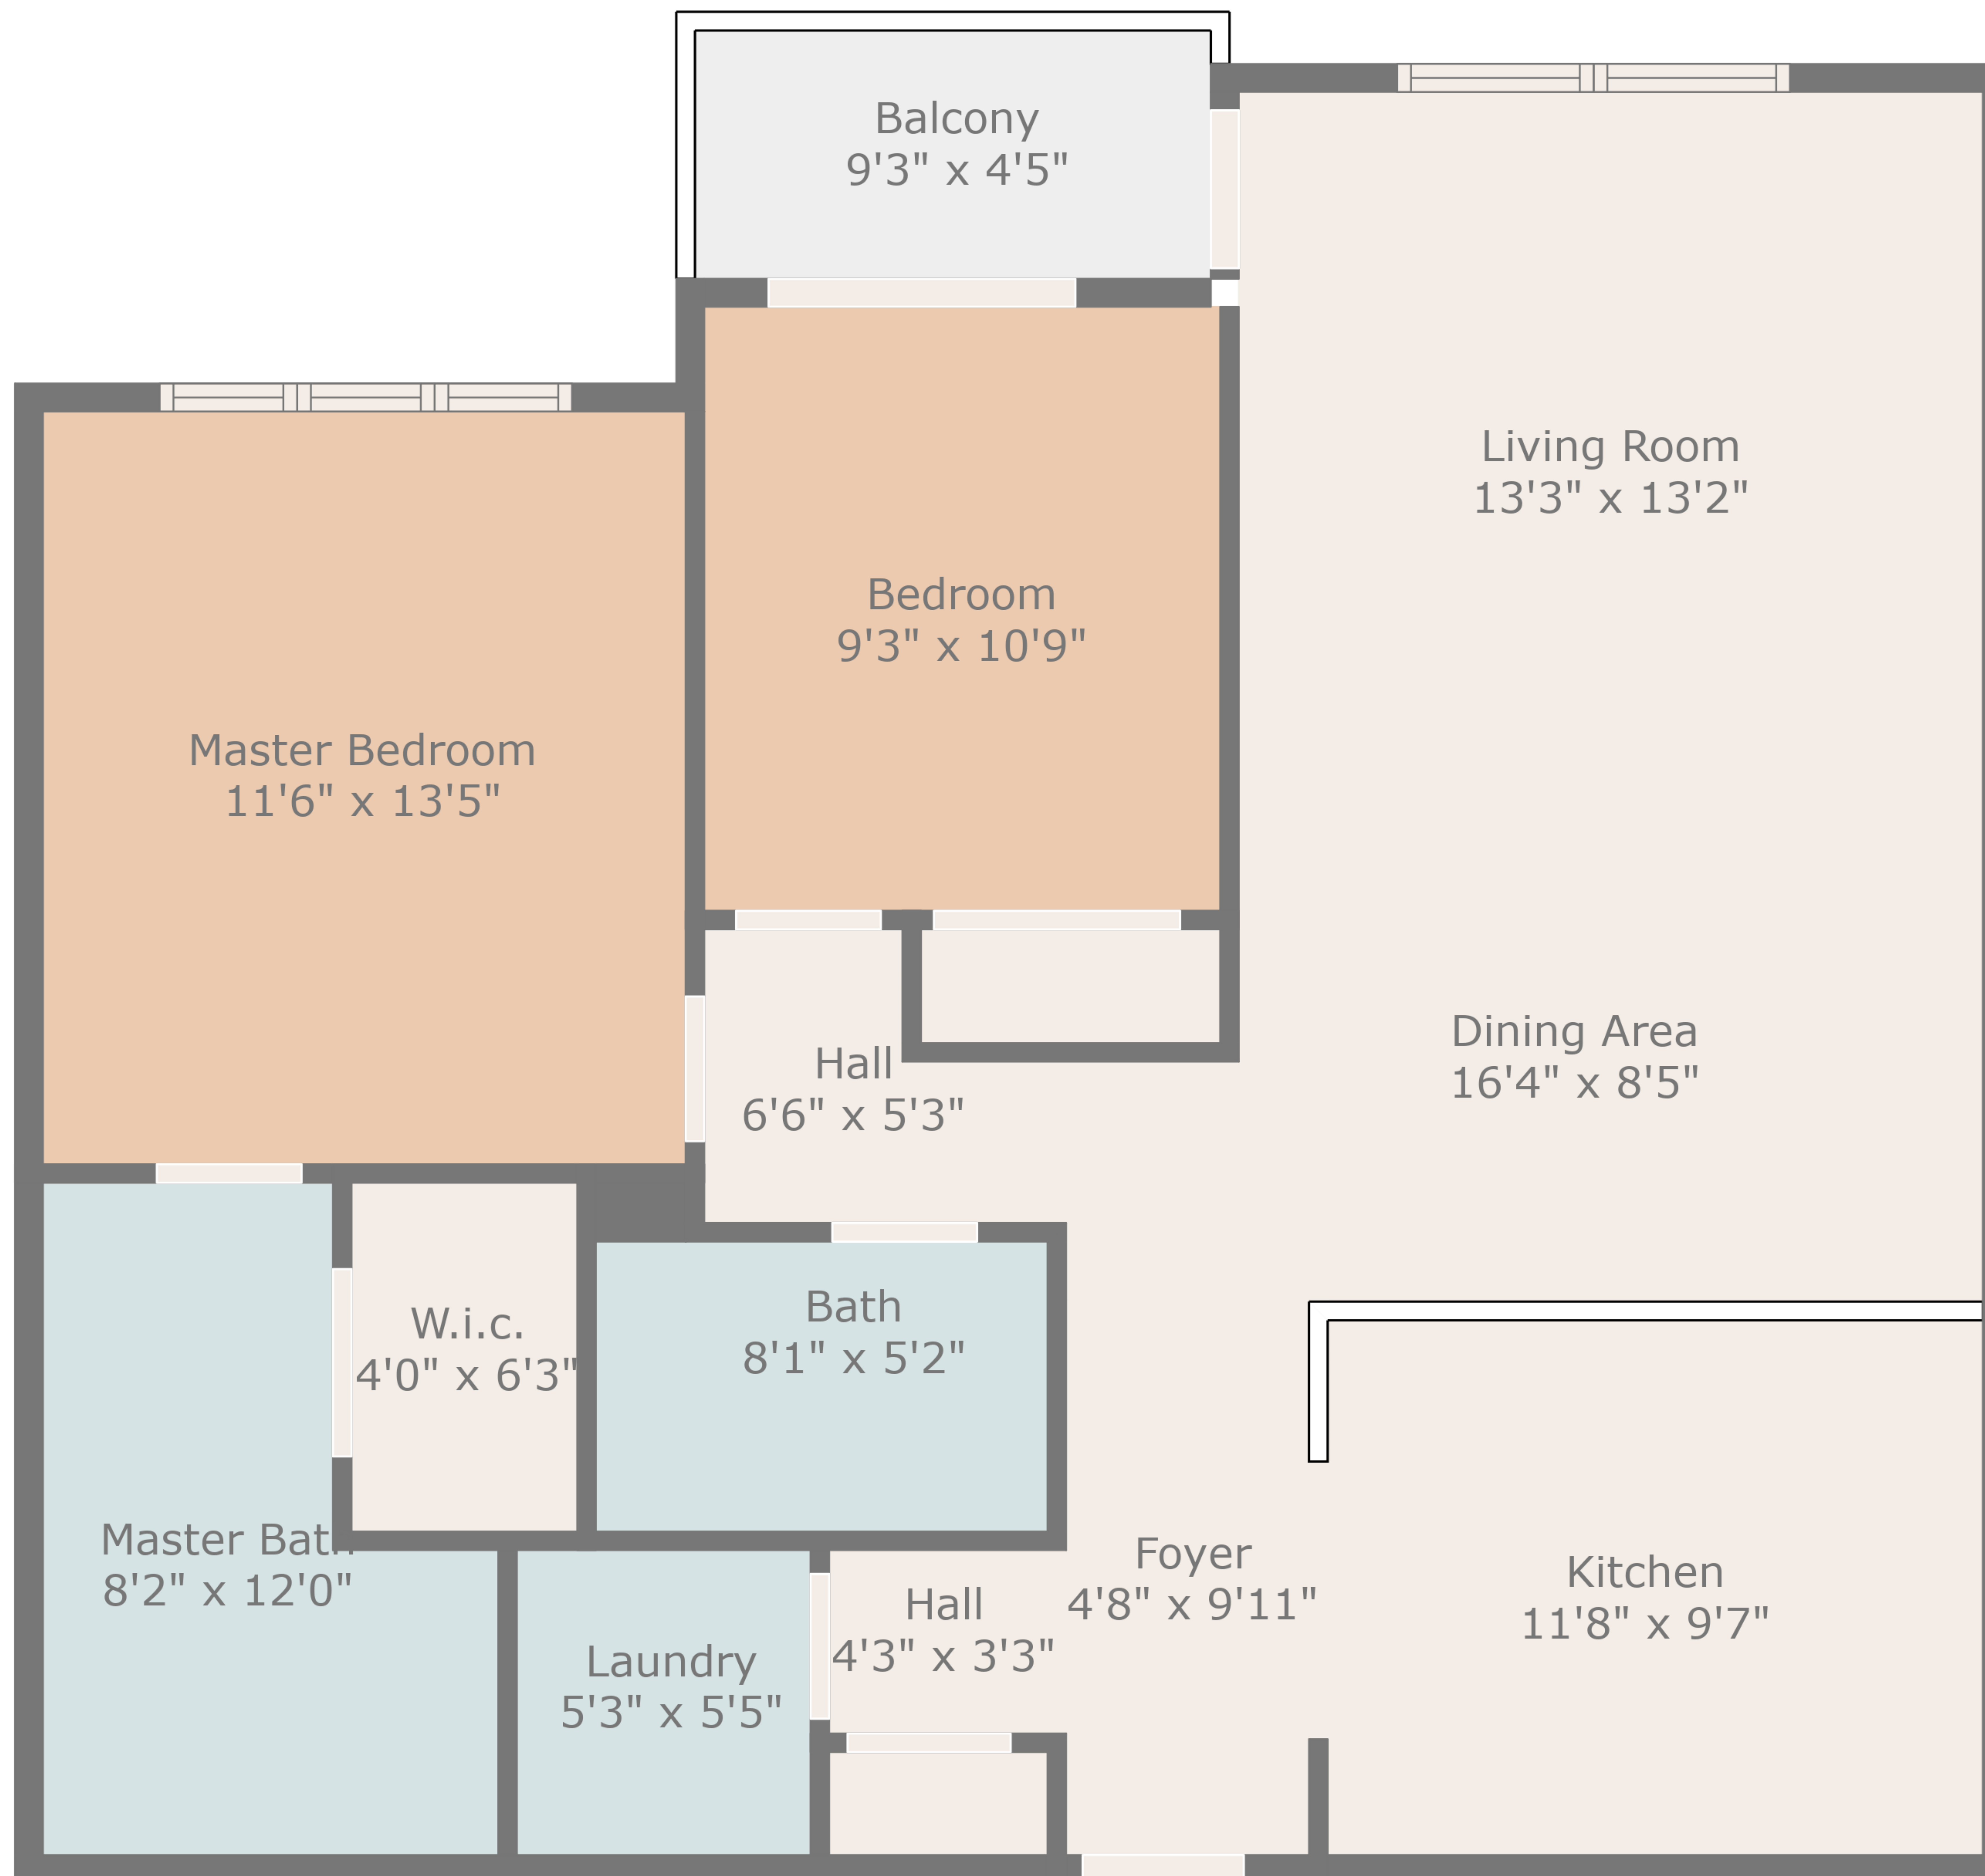 Balcony
9'3" x 4'5"
Living Room
13'3" x 13'2"
Bedroom
9'3" x 10'9"
Master Bedroom
11'6" x 13'5"
Dining Area
16'4" x 8'5"
Hall
6'6" x 5'3"
W.i.c.
4'0" x 6'3"
Bath
8'1" x 5'2"
Master Bath
8'2" x 12'0"
Foyer
4'8" x 9'11"
Kitchen
11'8" x 9'7"
Hall
4'3" x 3'3"
Laundry
5'3" x 5'5"